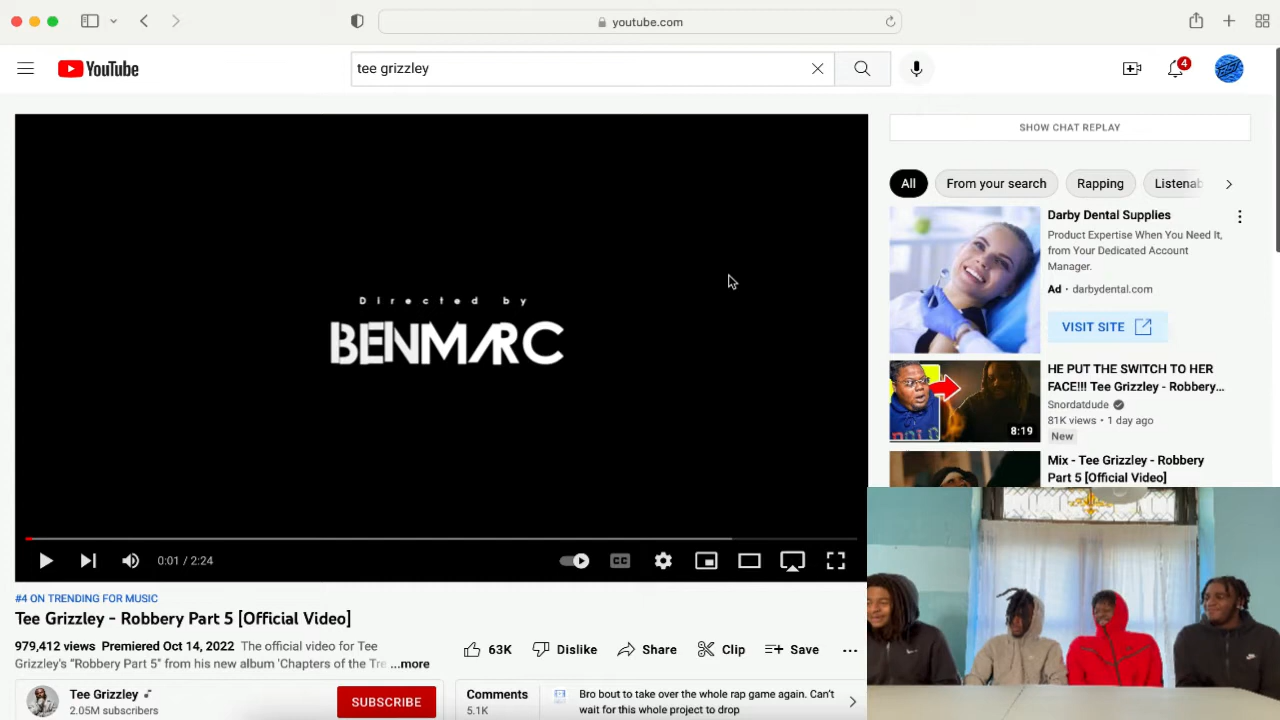 youtube.com
YouTube
tee grizzley
4
Directed by
BENMARC
0:01 / 2:24
CC
#4 ON TRENDING FOR MUSIC
Tee Grizzley - Robbery Part 5 [Official Video]
979,412 views Premiered Oct 14, 2022 The official video for Tee
Grizzley's "Robbery Part 5" from his new album 'Chapters of the Tre ...more
63K
Dislike
Share
Clip
Save
Tee Grizzley
2.05M subscribers
SUBSCRIBE
Comments
5.1K
Bro bout to take over the whole rap game again. Can't
wait for this whole project to drop
SHOW CHAT REPLAY
All
From your search
Rapping
Listenab
Darby Dental Supplies
Product Expertise When You Need It,
from Your Dedicated Account
Manager.
Ad · darbydental.com
VISIT SITE
8:19
HE PUT THE SWITCH TO HER
FACE!!! Tee Grizzley - Robbery...
Snordatdude
81K views · 1 day ago
New
Mix - Tee Grizzley - Robbery
Part 5 [Official Video]